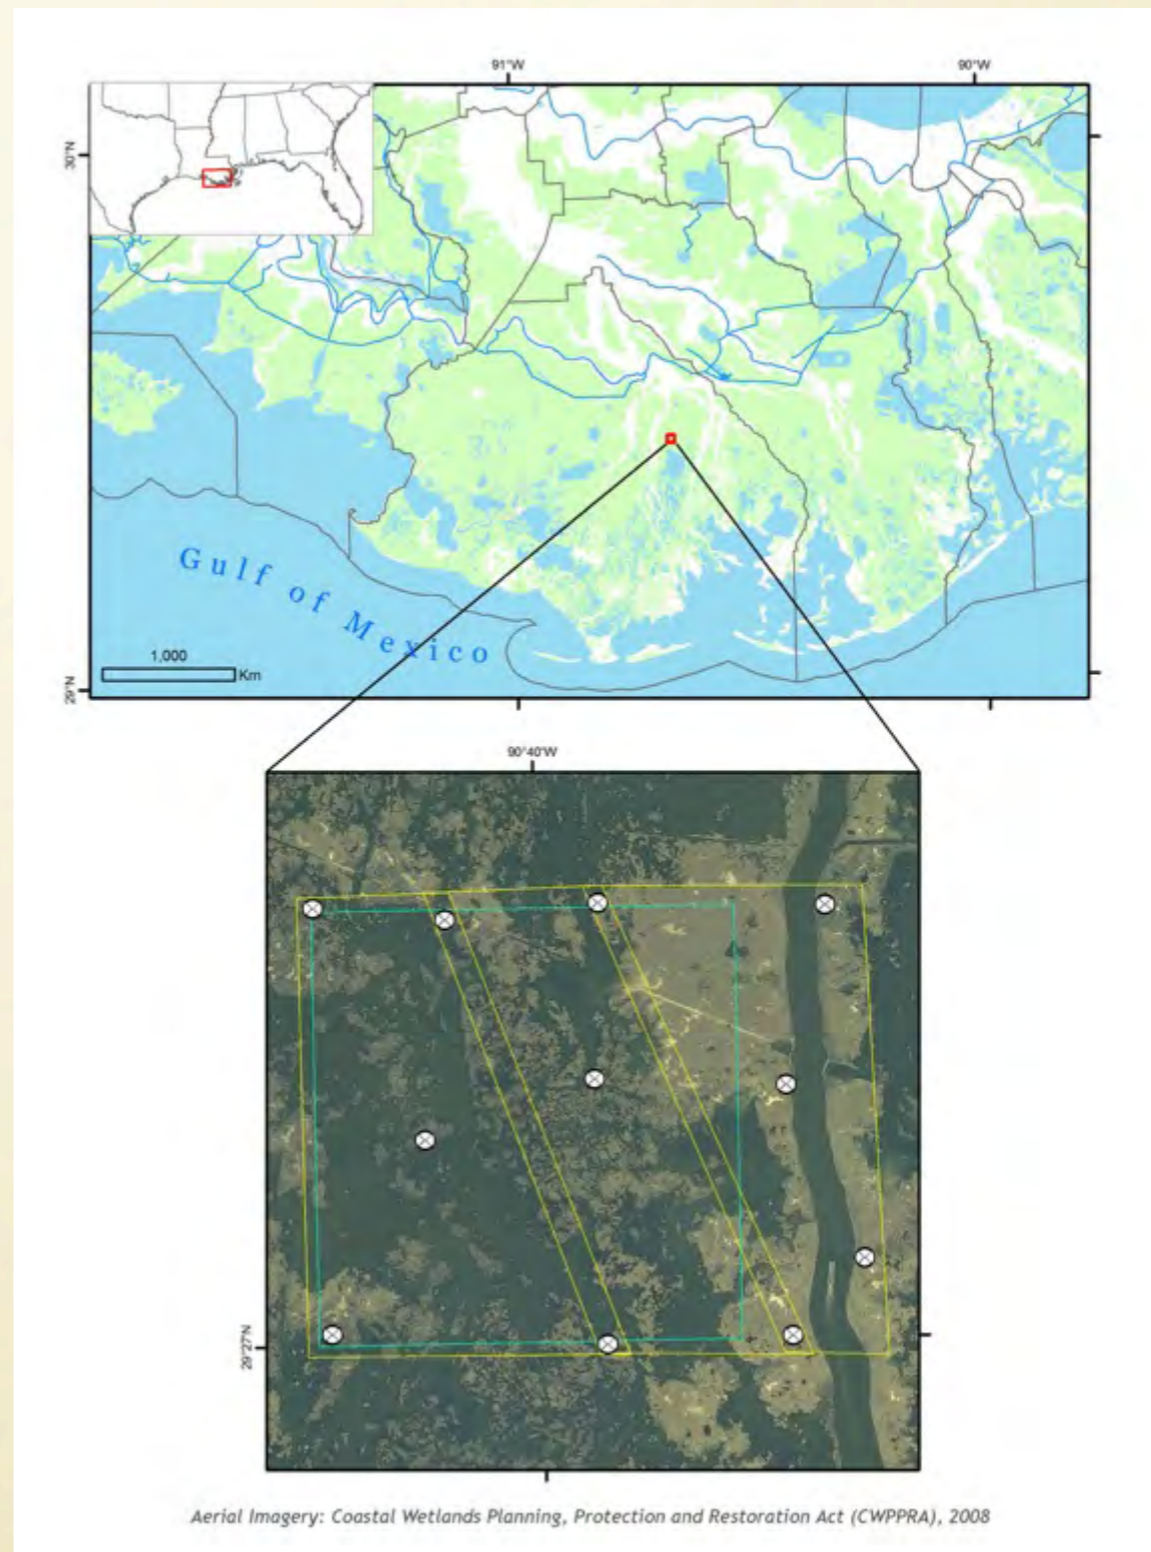 91°W
90°W
30°N
Gulf of Mexico
1,000
Km
29°N
90°40'W
29°27'N
Aerial Imagery: Coastal Wetlands Planning, Protection and Restoration Act (CWPPRA), 2008